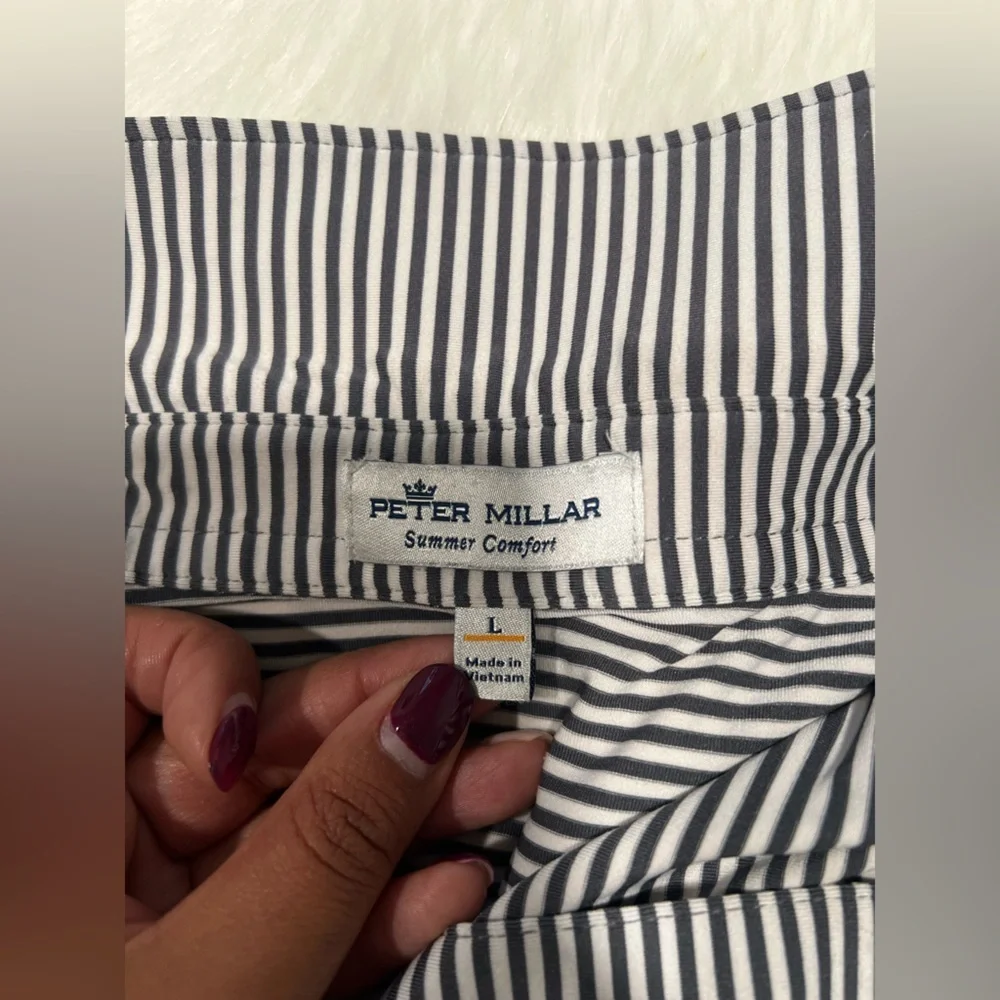 PETER MILLAR
Summer Comfort
L
Made in
Vietnam